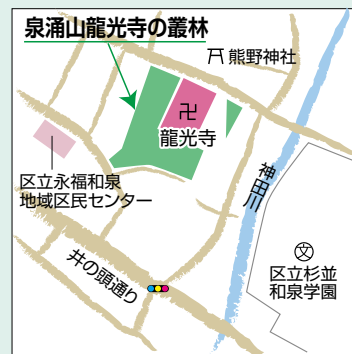 泉涌山龍光寺の叢林
熊野神社
卍
龍光寺
神田川
区立永福和泉
地域区民センター
文
区立杉並
和泉学園
井の頭通り